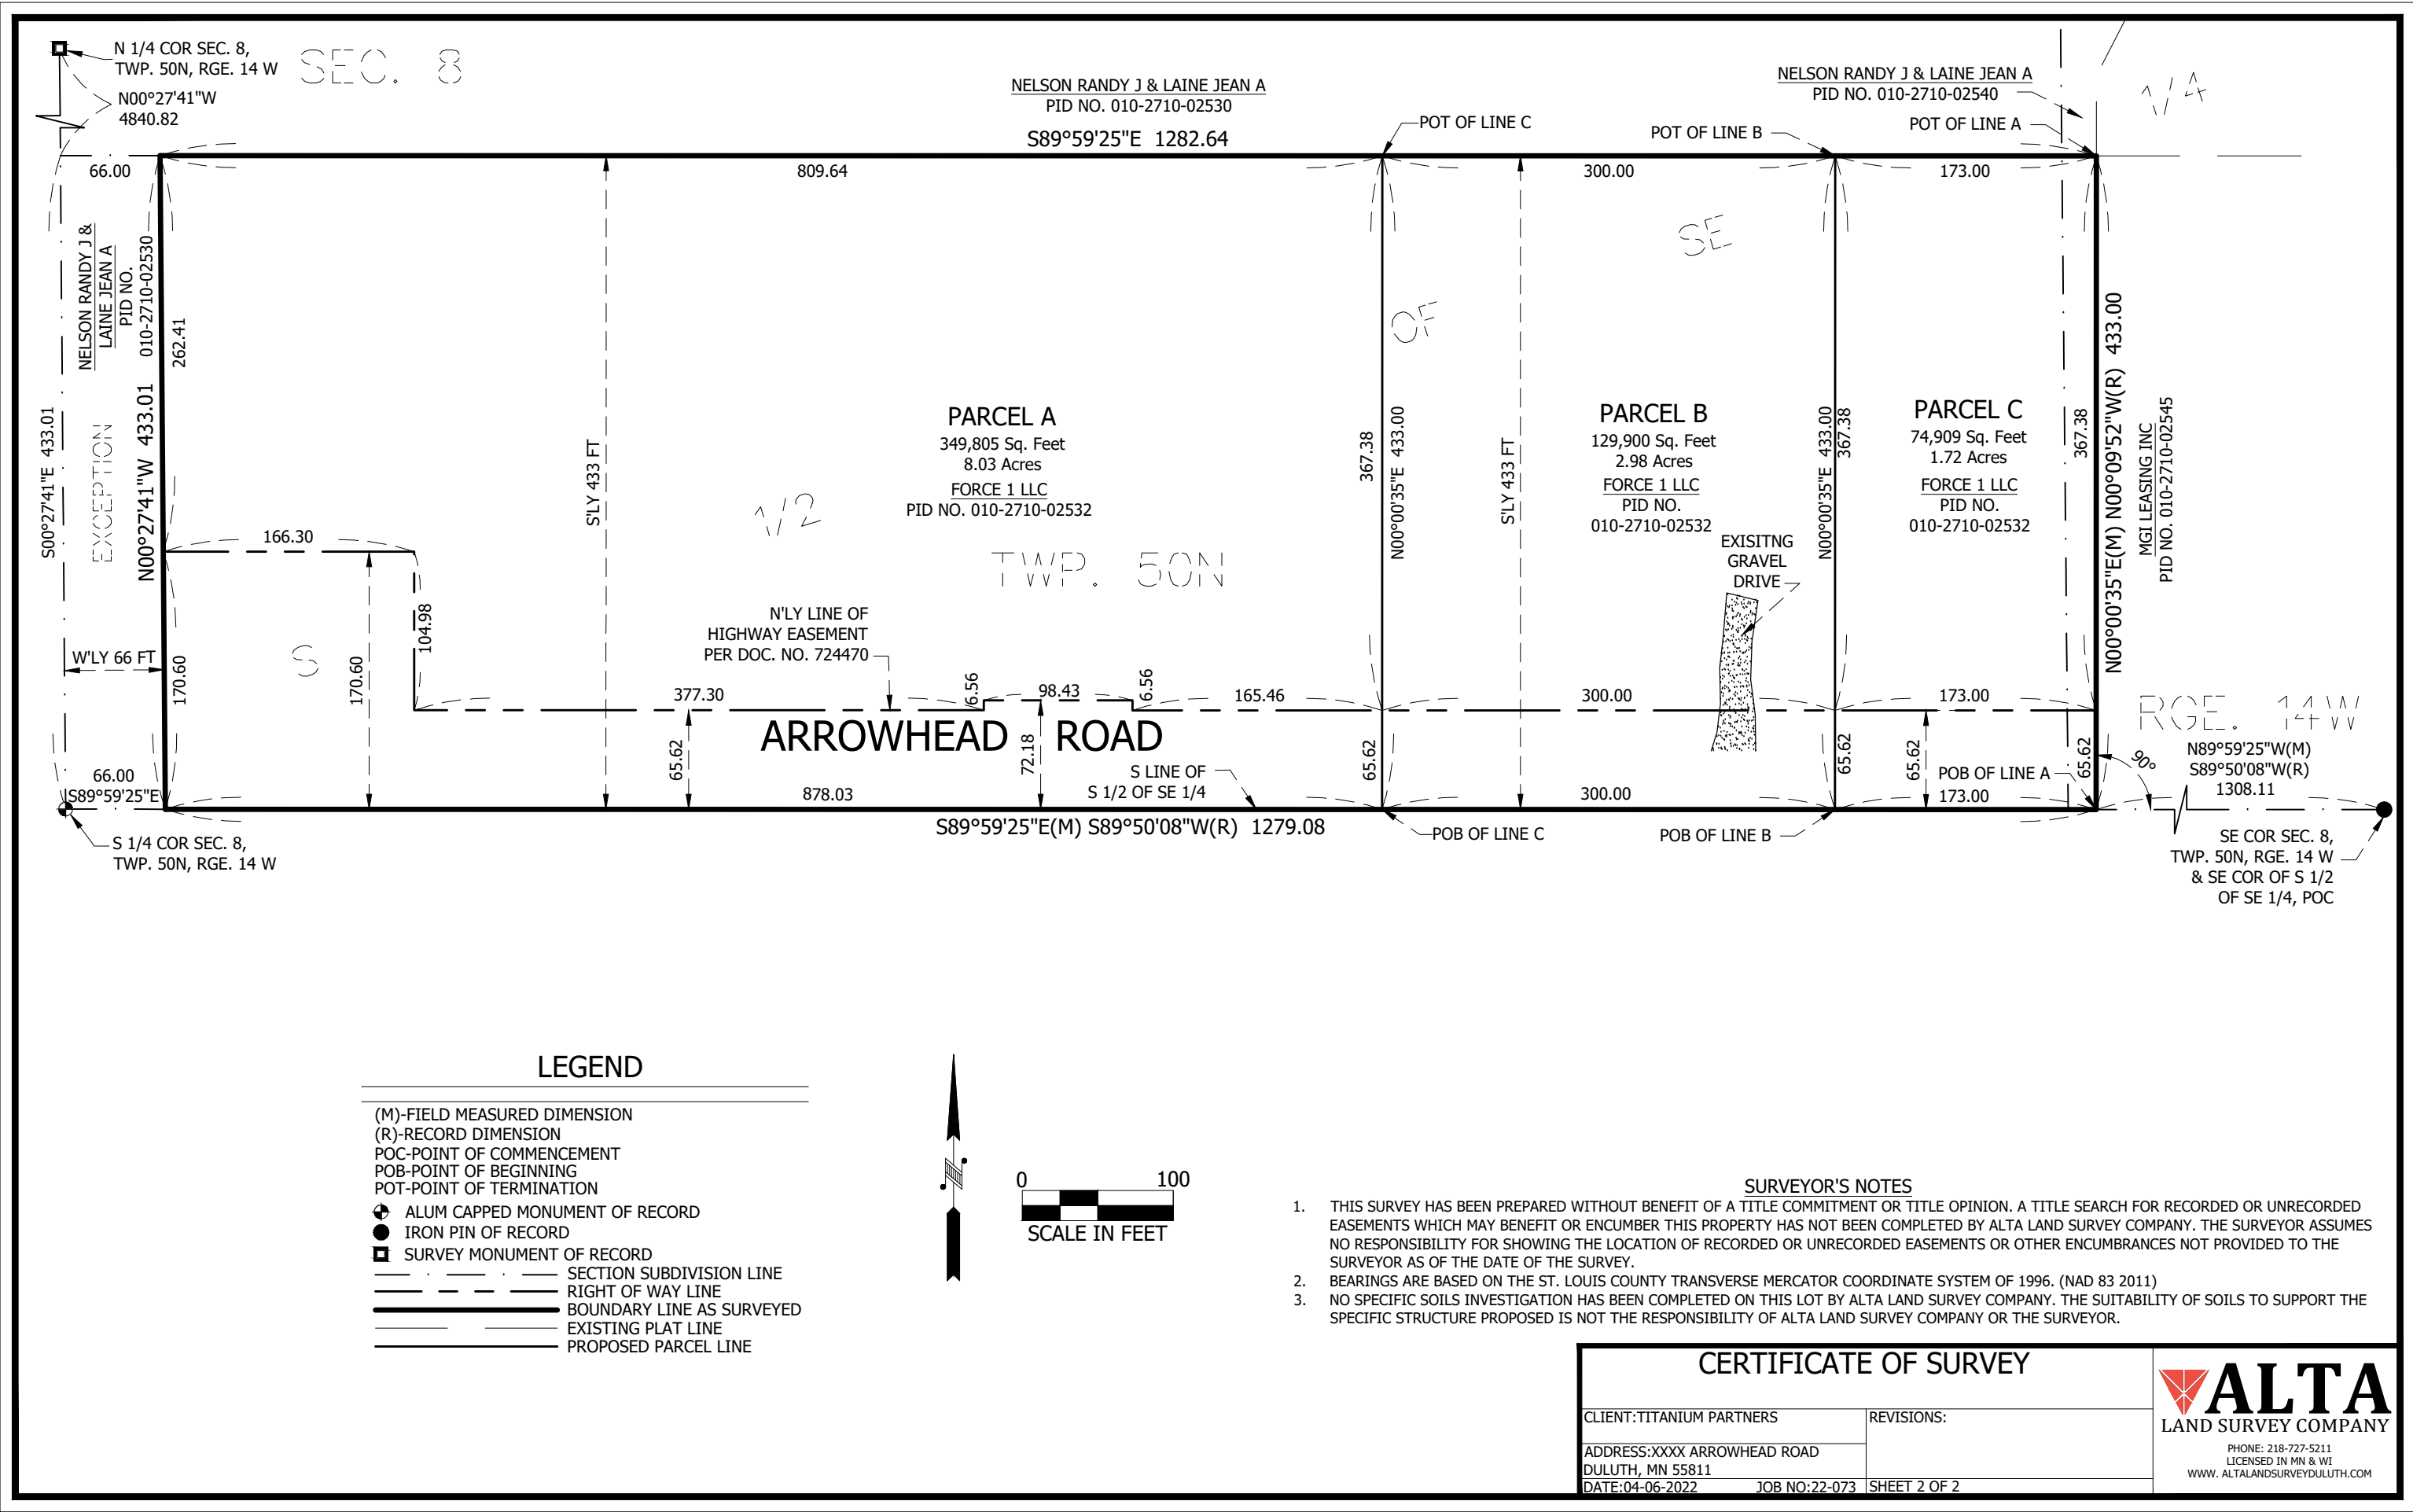 N 1/4 COR SEC. 8,
TWP. 50N, RGE. 14 W
SEC. 8
N00°27'41"W
4840.82
NELSON RANDY J & LAINE JEAN A
PID NO. 010-2710-02530
S89°59'25"E 1282.64
NELSON RANDY J & LAINE JEAN A
PID NO. 010-2710-02540
1/4
POT OF LINE C
POT OF LINE B
POT OF LINE A
66.00
809.64
300.00
173.00
NELSON RANDY J &
LAINE JEAN A
PID NO.
010-2710-02530
262.41
S00°27'41"E 433.01
EXCEPTION
N00°27'41"W 433.01
S'LY 433 FT
SE
OF
PARCEL A
349,805 Sq. Feet
8.03 Acres
FORCE 1 LLC
PID NO. 010-2710-02532
367.38
N00°00'35"E 433.00
S'LY 433 FT
PARCEL B
129,900 Sq. Feet
2.98 Acres
FORCE 1 LLC
PID NO.
010-2710-02532
N00°00'35"E 433.00
367.38
PARCEL C
74,909 Sq. Feet
1.72 Acres
FORCE 1 LLC
PID NO.
010-2710-02532
367.38
N00°00'35"E(M) N00°09'52"W(R) 433.00
MGI LEASING INC
PID NO. 010-2710-02545
1/2
TWP. 50N
EXISITNG
GRAVEL
DRIVE
166.30
104.98
170.60
170.60
W'LY 66 FT
S
N'LY LINE OF
HIGHWAY EASEMENT
PER DOC. NO. 724470
377.30
6.56
98.43
6.56
165.46
300.00
173.00
RGE. 14W
ARROWHEAD ROAD
65.62
72.18
65.62
65.62
65.62
65.62
90°
N89°59'25"W(M)
S89°50'08"W(R)
1308.11
66.00
S89°59'25"E
878.03
S LINE OF
S 1/2 OF SE 1/4
300.00
POB OF LINE A
173.00
S89°59'25"E(M) S89°50'08"W(R) 1279.08
POB OF LINE C
POB OF LINE B
S 1/4 COR SEC. 8,
TWP. 50N, RGE. 14 W
SE COR SEC. 8,
TWP. 50N, RGE. 14 W
& SE COR OF S 1/2
OF SE 1/4, POC
LEGEND
(M)-FIELD MEASURED DIMENSION
(R)-RECORD DIMENSION
POC-POINT OF COMMENCEMENT
POB-POINT OF BEGINNING
POT-POINT OF TERMINATION
ALUM CAPPED MONUMENT OF RECORD
IRON PIN OF RECORD
SURVEY MONUMENT OF RECORD
SECTION SUBDIVISION LINE
RIGHT OF WAY LINE
BOUNDARY LINE AS SURVEYED
EXISTING PLAT LINE
PROPOSED PARCEL LINE
0 100
SCALE IN FEET
SURVEYOR'S NOTES
1. THIS SURVEY HAS BEEN PREPARED WITHOUT BENEFIT OF A TITLE COMMITMENT OR TITLE OPINION. A TITLE SEARCH FOR RECORDED OR UNRECORDED
EASEMENTS WHICH MAY BENEFIT OR ENCUMBER THIS PROPERTY HAS NOT BEEN COMPLETED BY ALTA LAND SURVEY COMPANY. THE SURVEYOR ASSUMES
NO RESPONSIBILITY FOR SHOWING THE LOCATION OF RECORDED OR UNRECORDED EASEMENTS OR OTHER ENCUMBRANCES NOT PROVIDED TO THE
SURVEYOR AS OF THE DATE OF THE SURVEY.
2. BEARINGS ARE BASED ON THE ST. LOUIS COUNTY TRANSVERSE MERCATOR COORDINATE SYSTEM OF 1996. (NAD 83 2011)
3. NO SPECIFIC SOILS INVESTIGATION HAS BEEN COMPLETED ON THIS LOT BY ALTA LAND SURVEY COMPANY. THE SUITABILITY OF SOILS TO SUPPORT THE
SPECIFIC STRUCTURE PROPOSED IS NOT THE RESPONSIBILITY OF ALTA LAND SURVEY COMPANY OR THE SURVEYOR.
CERTIFICATE OF SURVEY
CLIENT:TITANIUM PARTNERS
REVISIONS:
ADDRESS:XXXX ARROWHEAD ROAD
DULUTH, MN 55811
DATE:04-06-2022 JOB NO:22-073 SHEET 2 OF 2
ALTA
LAND SURVEY COMPANY
PHONE: 218-727-5211
LICENSED IN MN & WI
WWW. ALTALANDSURVEYDULUTH.COM